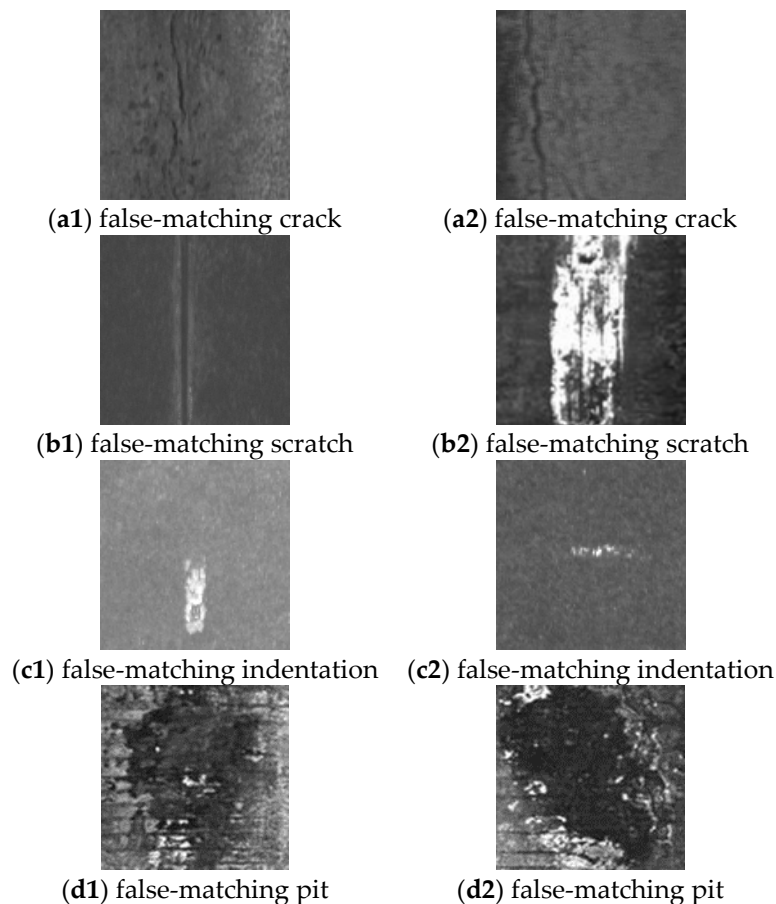 (a1) false-matching crack
(a2) false-matching crack
(b1) false-matching scratch
(b2) false-matching scratch
(c1) false-matching indentation
(c2) false-matching indentation
(d1) false-matching pit
(d2) false-matching pit